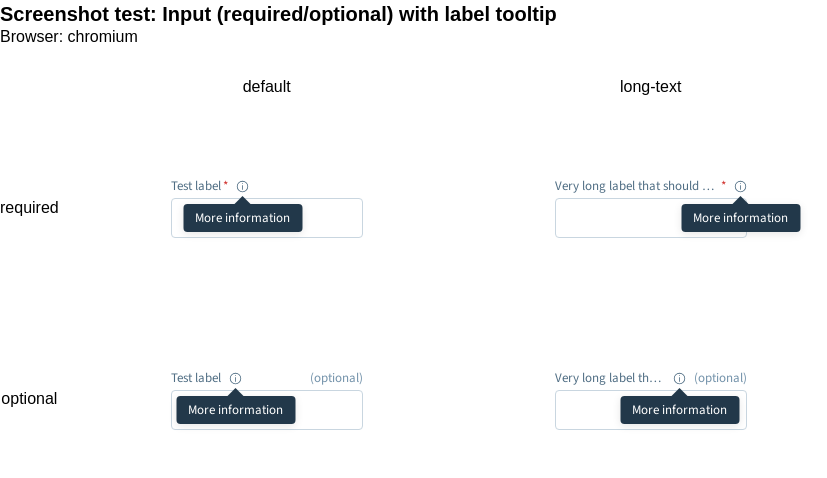 Screenshot test: Input (required/optional) with label tooltip
Browser: chromium
default long-text
required
Test label *
More information
Very long label that should ... *
More information
optional
Test label (optional)
More information
Very long label th... (optional)
More information